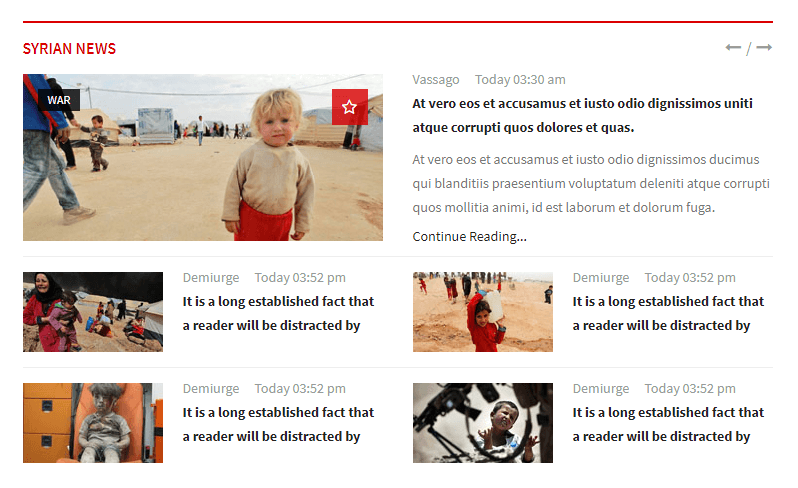 SYRIAN NEWS
← / →
WAR
Vassago Today 03:30 am
At vero eos et accusamus et iusto odio dignissimos uniti
atque corrupti quos dolores et quas.
At vero eos et accusamus et iusto odio dignissimos ducimus
qui blanditiis praesentium voluptatum deleniti atque corrupti
quos mollitia animi, id est laborum et dolorum fuga.
Continue Reading...
Demiurge Today 03:52 pm
It is a long established fact that
a reader will be distracted by
Demiurge Today 03:52 pm
It is a long established fact that
a reader will be distracted by
Demiurge Today 03:52 pm
It is a long established fact that
a reader will be distracted by
Demiurge Today 03:52 pm
It is a long established fact that
a reader will be distracted by